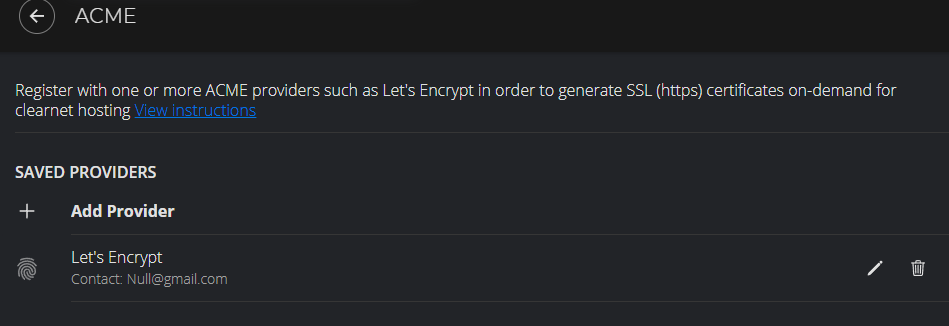 ACME
Register with one or more ACME providers such as Let's Encrypt in order to generate SSL (https) certificates on-demand for
clearnet hosting View instructions
SAVED PROVIDERS
Add Provider
Let's Encrypt
Contact: Null@gmail.com